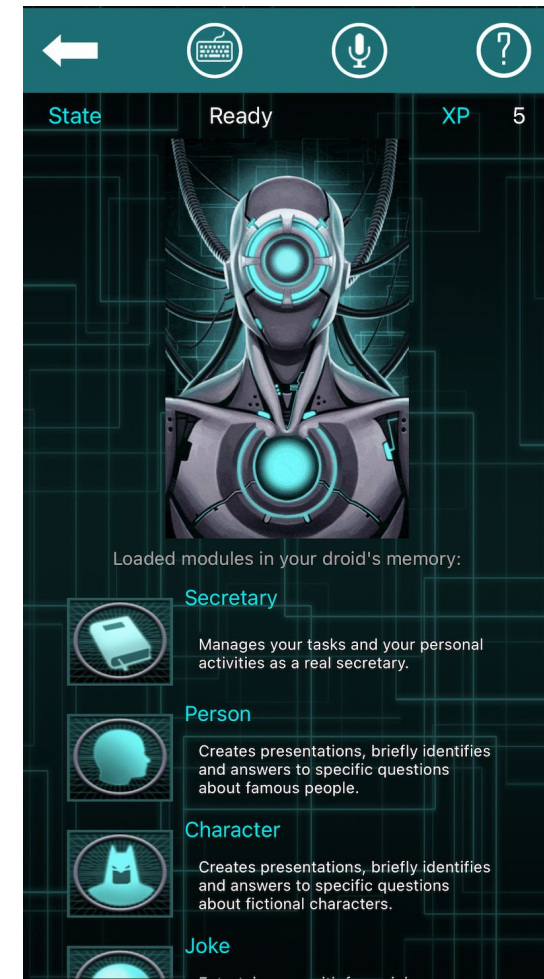 State Ready XP 5
Loaded modules in your droid's memory:
Secretary
Manages your tasks and your personal
activities as a real secretary.
Person
Creates presentations, briefly identifies
and answers to specific questions
about famous people.
Character
Creates presentations, briefly identifies
and answers to specific questions
about fictional characters.
Joke